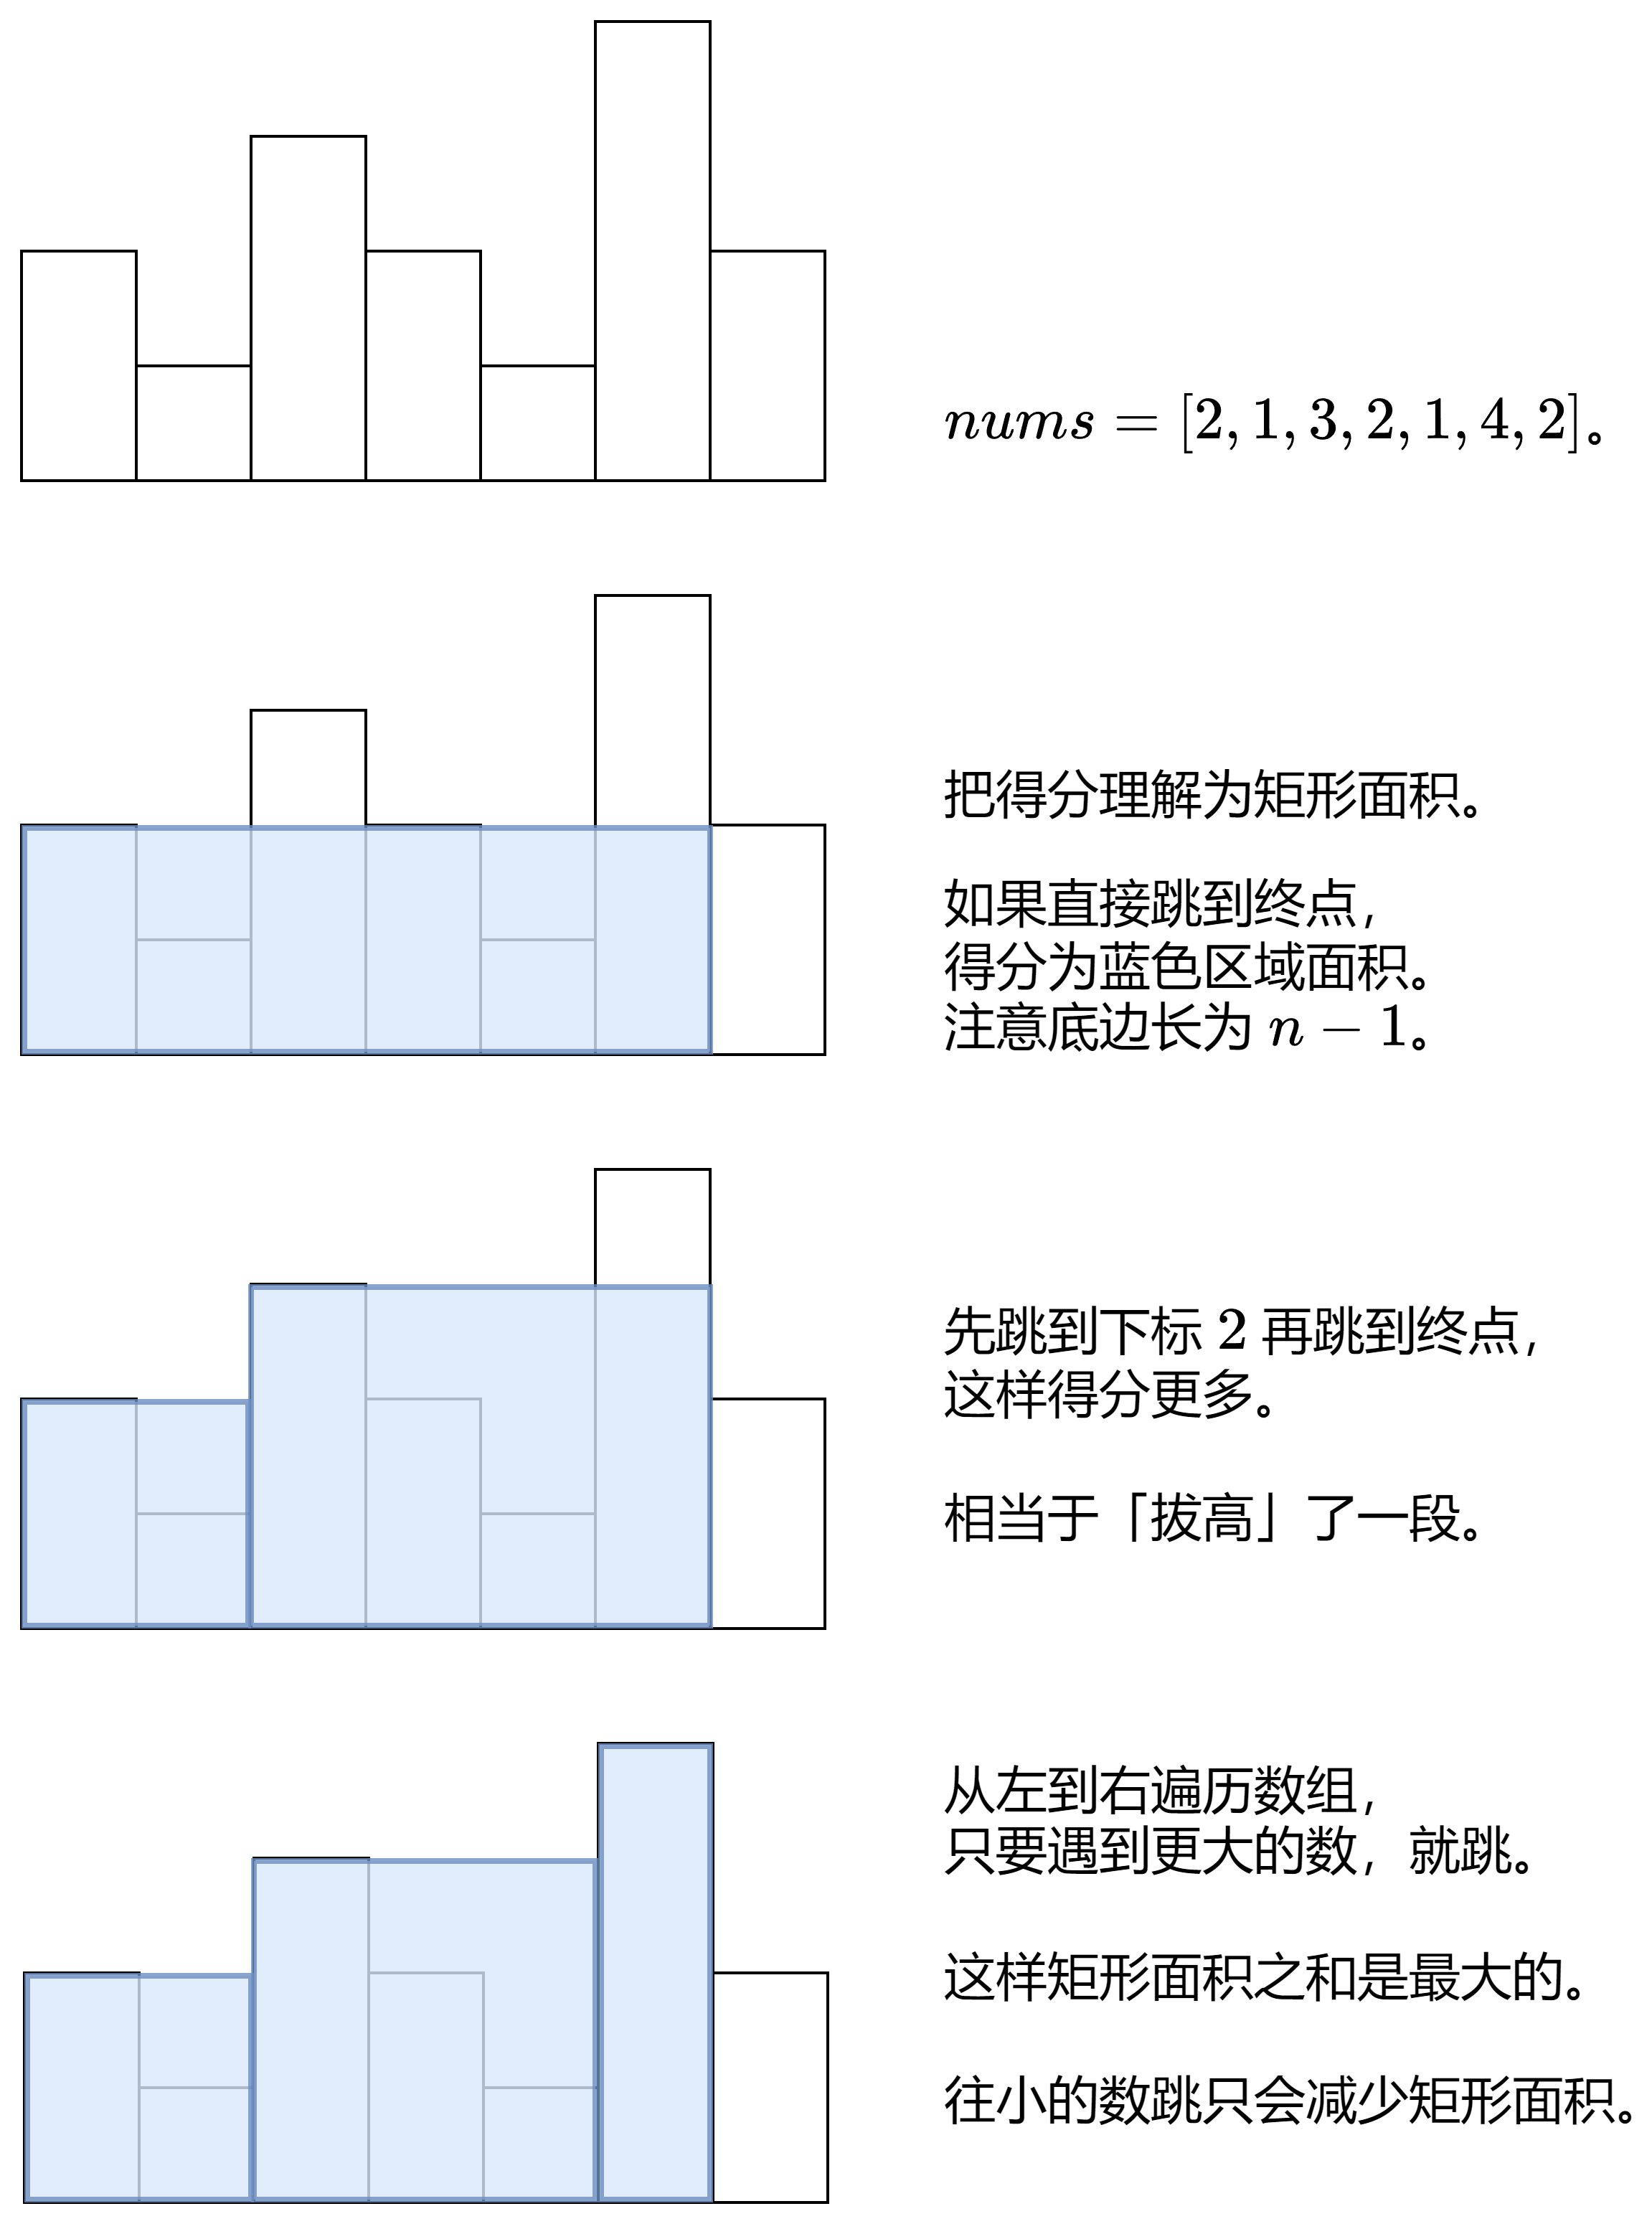 nums = [2, 1, 3, 2, 1, 4, 2]。
把得分理解为矩形面积。
如果直接跳到终点，
得分为蓝色区域面积。
注意底边长为 n − 1。
先跳到下标 2 再跳到终点，
这样得分更多。
相当于「拔高」了一段。
从左到右遍历数组，
只要遇到更大的数，就跳。
这样矩形面积之和是最大的。
往小的数跳只会减少矩形面积。